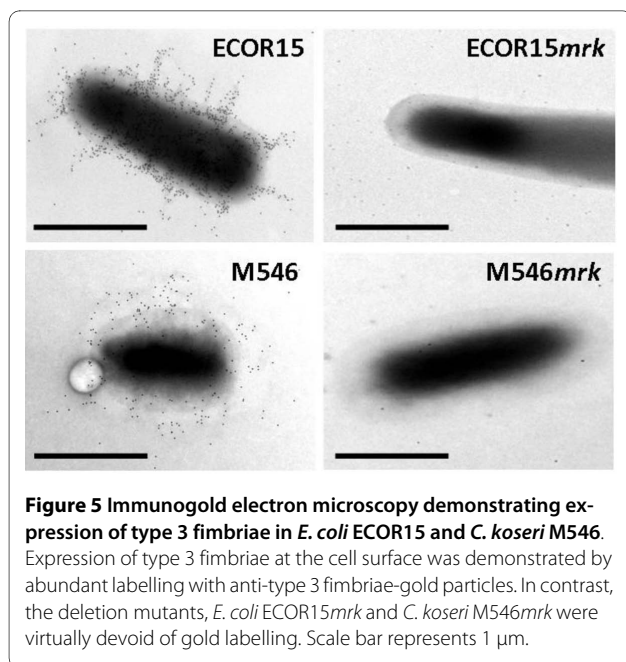 ECOR15
ECOR15mrk
M546
M546mrk
Figure 5 Immunogold electron microscopy demonstrating ex-
pression of type 3 fimbriae in E. coli ECOR15 and C. koseri M546.
Expression of type 3 fimbriae at the cell surface was demonstrated by
abundant labelling with anti-type 3 fimbriae-gold particles. In contrast,
the deletion mutants, E. coli ECOR15mrk and C. koseri M546mrk were
virtually devoid of gold labelling. Scale bar represents 1 μm.